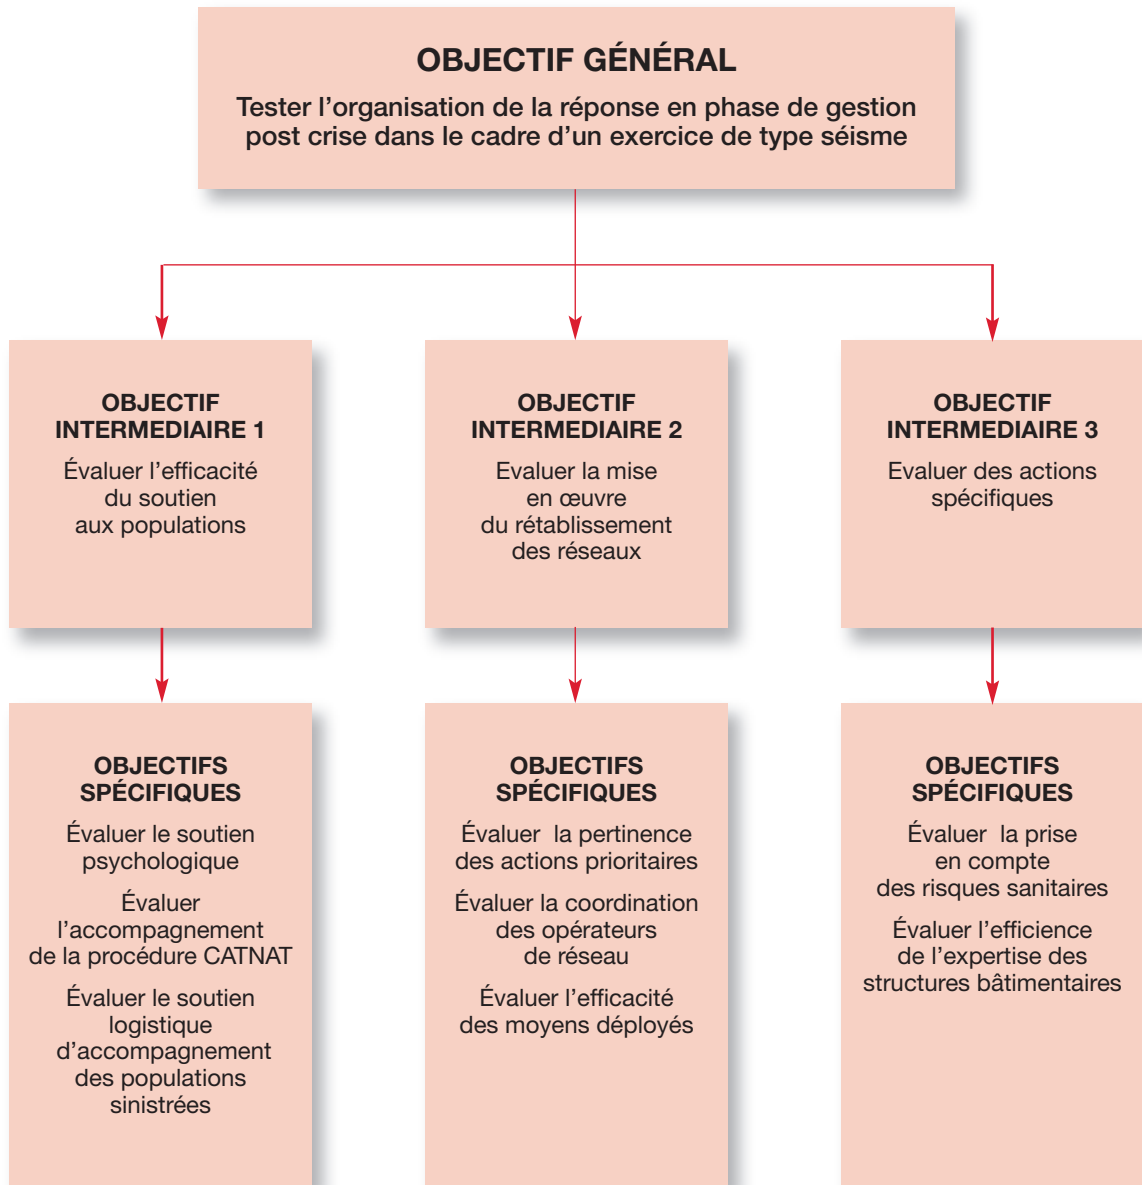 OBJECTIF GÉNÉRAL
Tester l'organisation de la réponse en phase de gestion
post crise dans le cadre d'un exercice de type séisme
OBJECTIF
INTERMEDIAIRE 1
Évaluer l'efficacité
du soutien
aux populations
OBJECTIF
INTERMEDIAIRE 2
Evaluer la mise
en œuvre
du rétablissement
des réseaux
OBJECTIF
INTERMEDIAIRE 3
Evaluer des actions
spécifiques
OBJECTIFS
SPÉCIFIQUES
Évaluer le soutien
psychologique
Évaluer
l'accompagnement
de la procédure CATNAT
Évaluer le soutien
logistique
d'accompagnement
des populations
sinistrées
OBJECTIFS
SPÉCIFIQUES
Évaluer la pertinence
des actions prioritaires
Évaluer la coordination
des opérateurs
de réseau
Évaluer l'efficacité
des moyens déployés
OBJECTIFS
SPÉCIFIQUES
Évaluer la prise
en compte
des risques sanitaires
Évaluer l'efficience
de l'expertise des
structures bâtimentaires